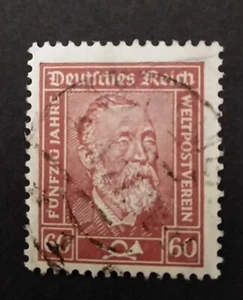 Deutsches Reich
FÜNFZIG JAHRE
WELTPOSTVEREIN
60
60